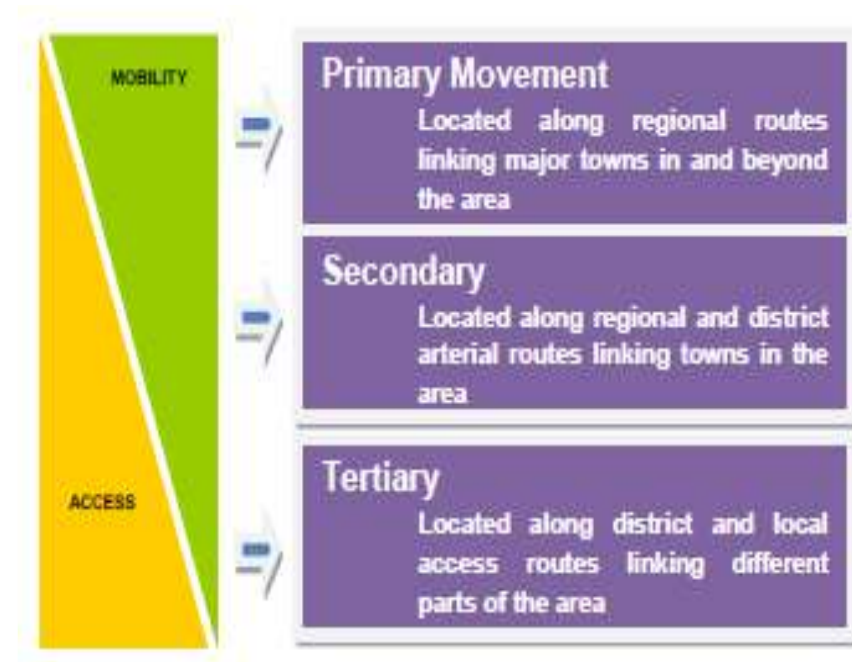 MOBILITY
ACCESS
Primary Movement
Located along regional routes
linking major towns in and beyond
the area
Secondary
Located along regional and district
arterial routes linking towns in the
area
Tertiary
Located along district and local
access routes linking different
parts of the area